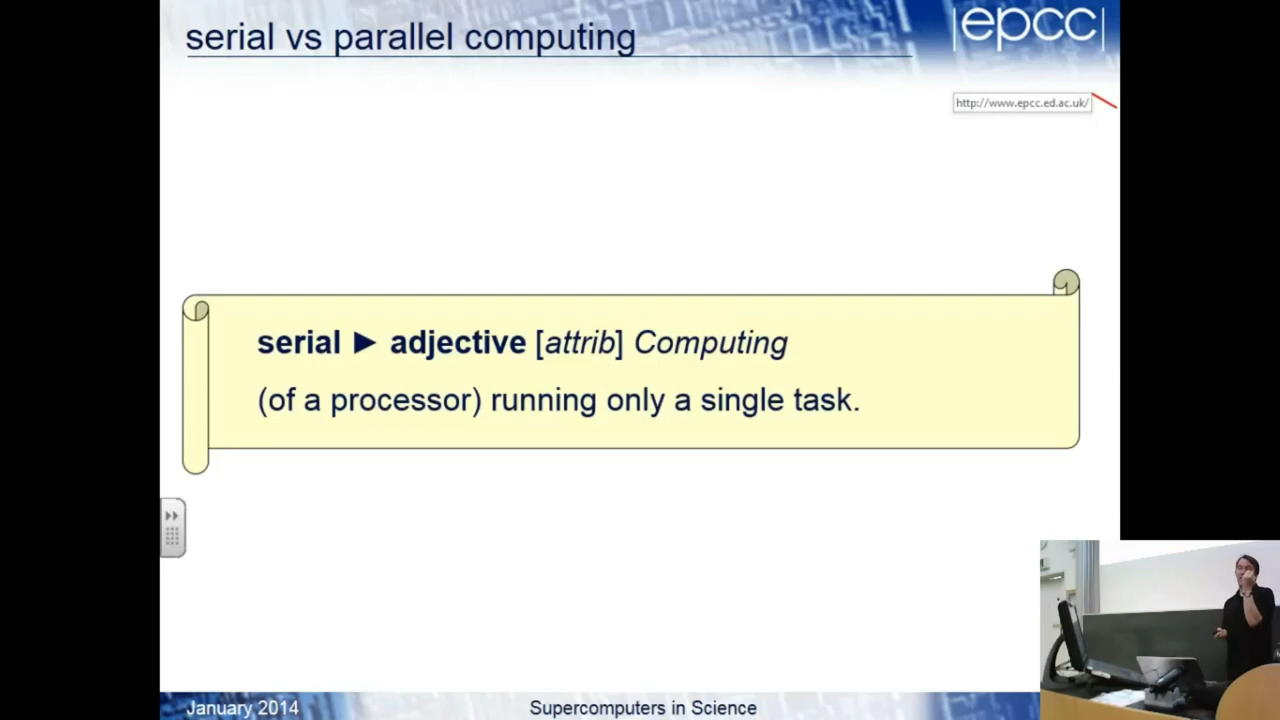 serial vs parallel computing
|epcc|
http://www.epcc.ed.ac.uk/
serial ► adjective [attrib] Computing
(of a processor) running only a single task.
January 2014
Supercomputers in Science